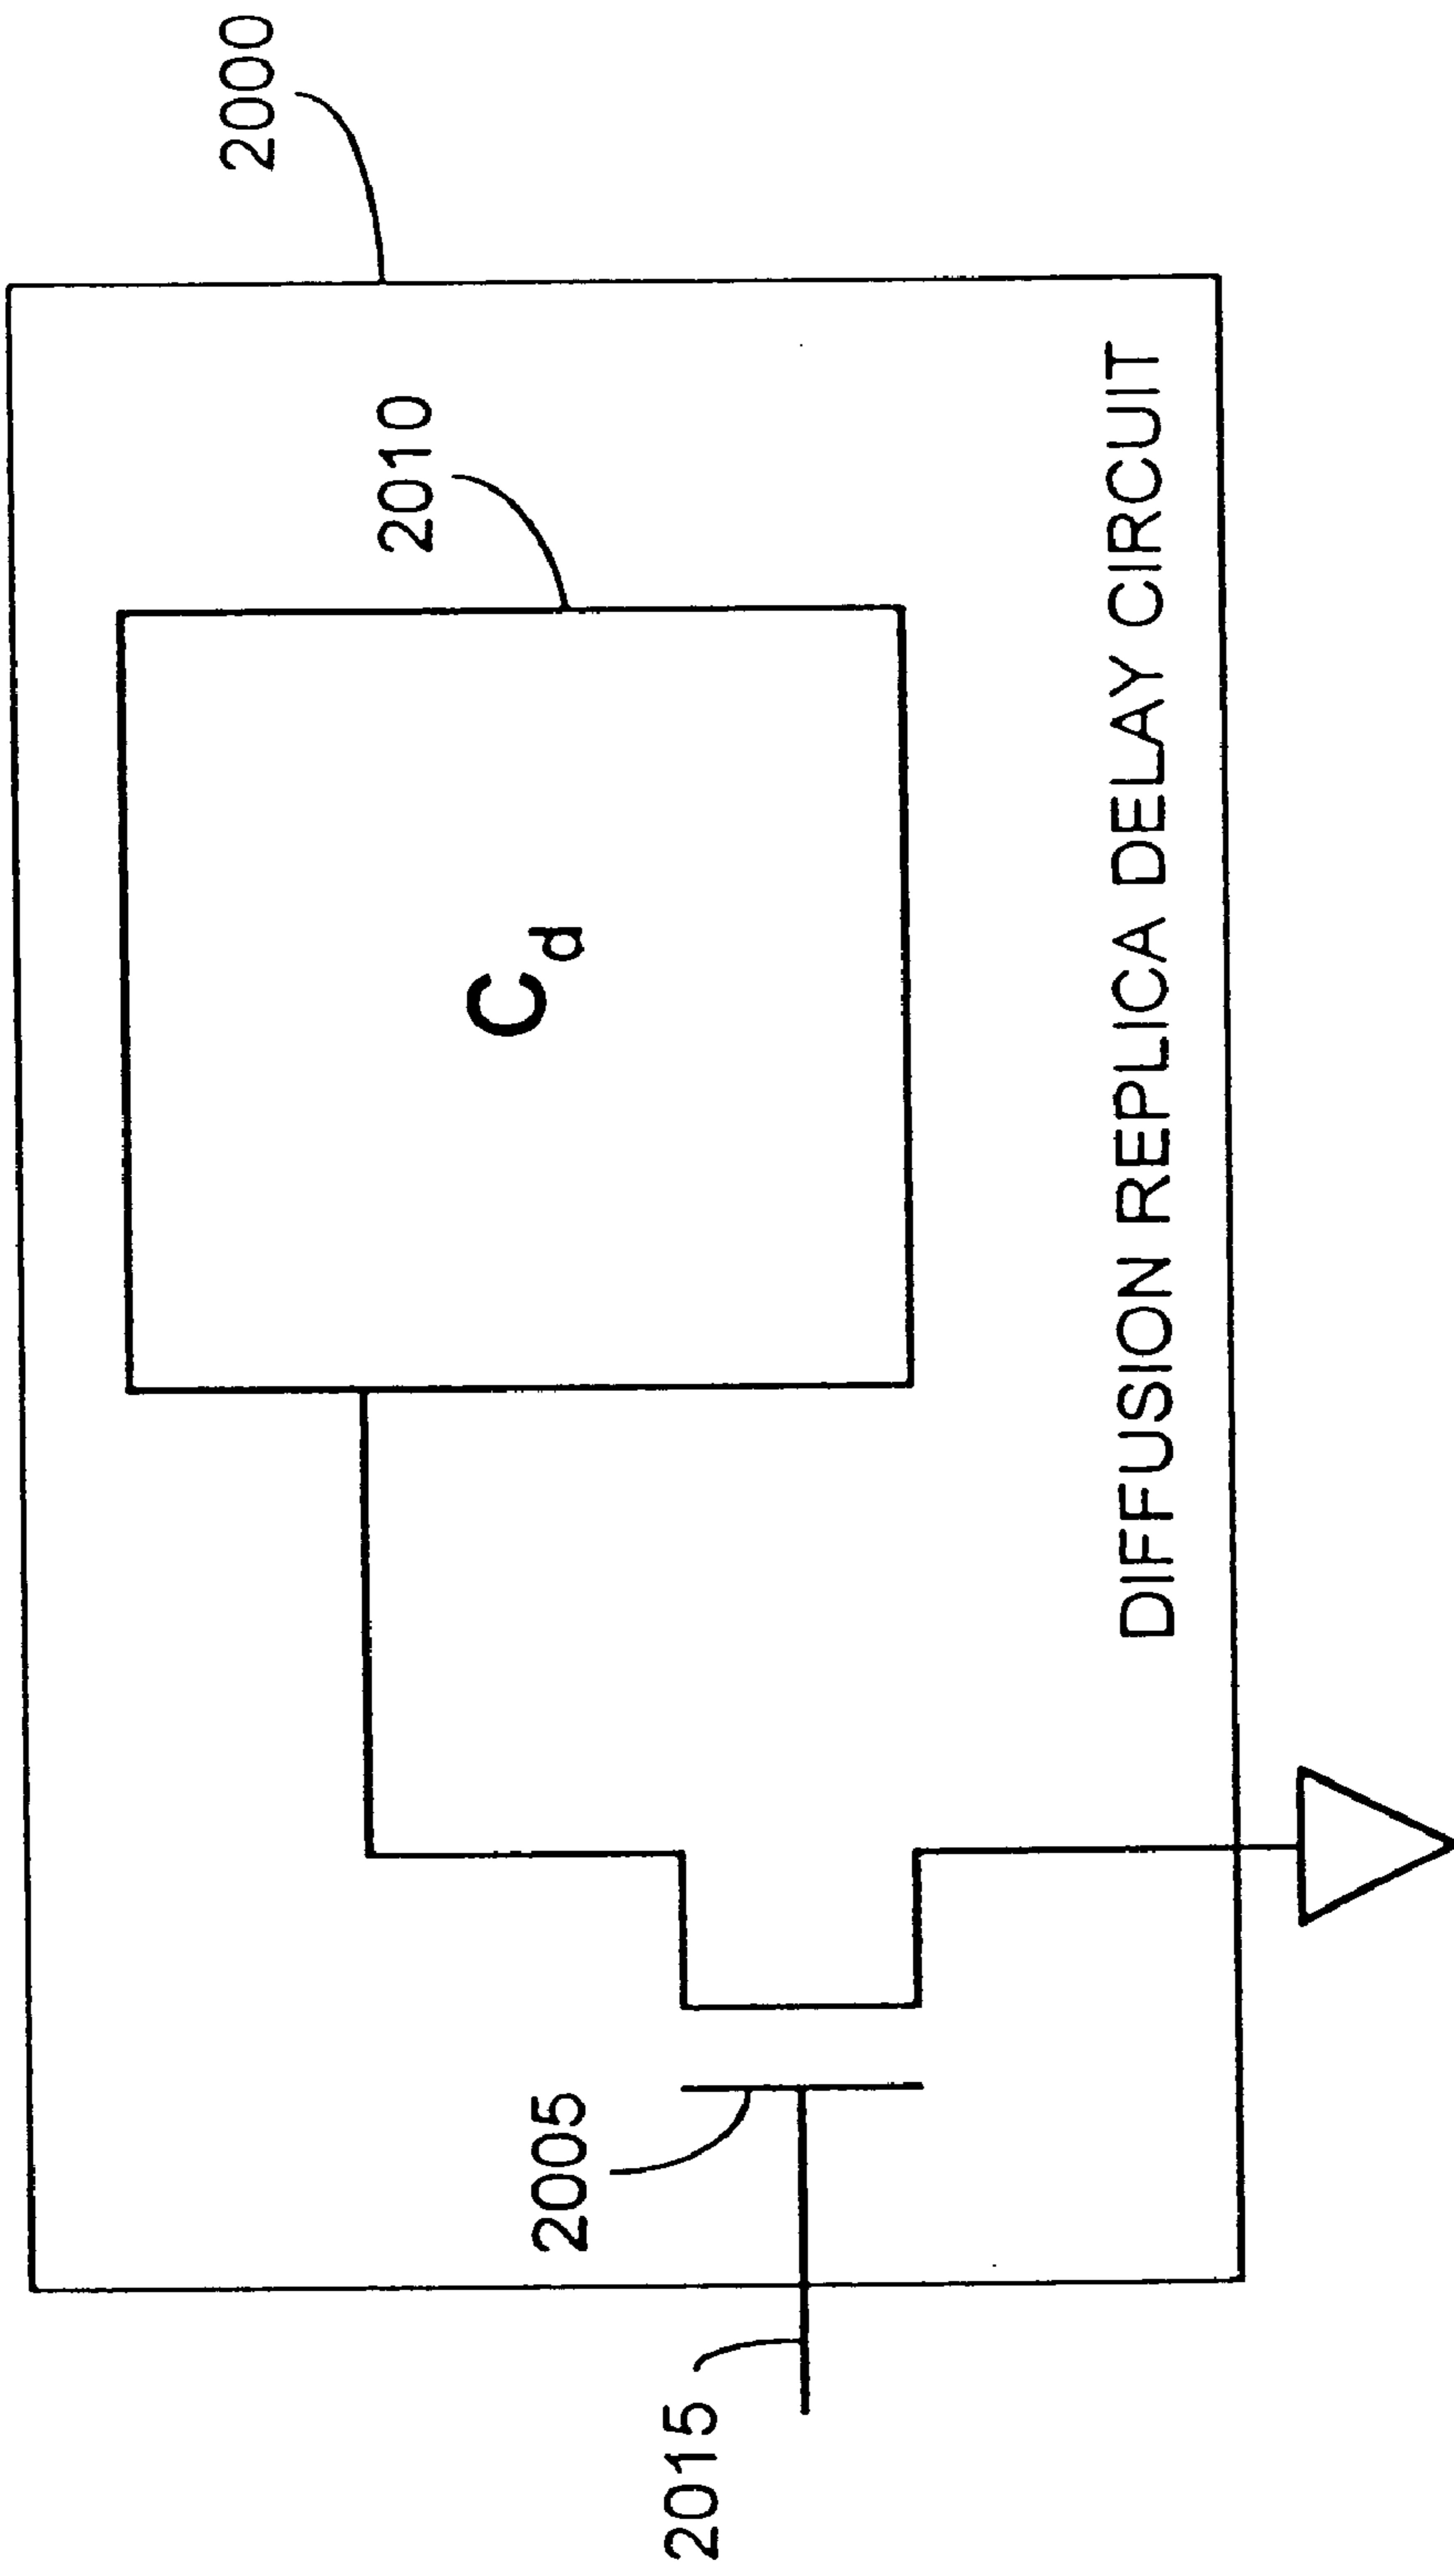 2000
2010
C d
2005
2015
DIFFUSION REPLICA DELAY CIRCUIT